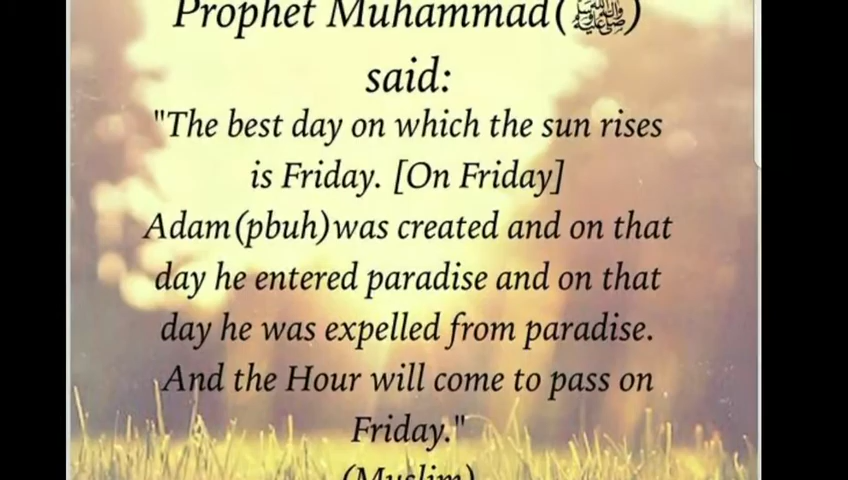 Prophet Muhammad(ﷺ)
said:
"The best day on which the sun rises
is Friday. [On Friday]
Adam(pbuh)was created and on that
day he entered paradise and on that
day he was expelled from paradise.
And the Hour will come to pass on
Friday."
(Muslim)